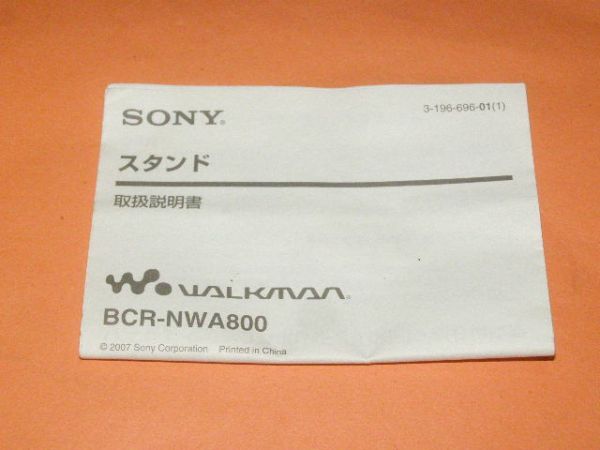 SONY®
3-196-696-01(1)
スタンド
取扱説明書
WALKMAN®
BCR-NWA800
© 2007 Sony Corporation Printed in China